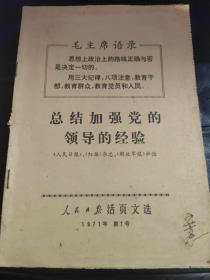 毛主席语录
思想上政治上的路线正确与否
是决定一切的。
用三大纪律，八项注意，教育干
部，教育群众，教育党员和人民。
总结加强党的
领导的经验
《人民日报》、《红旗》杂志、《解放军报》社论
人民日报活页文选
1971年 第7号